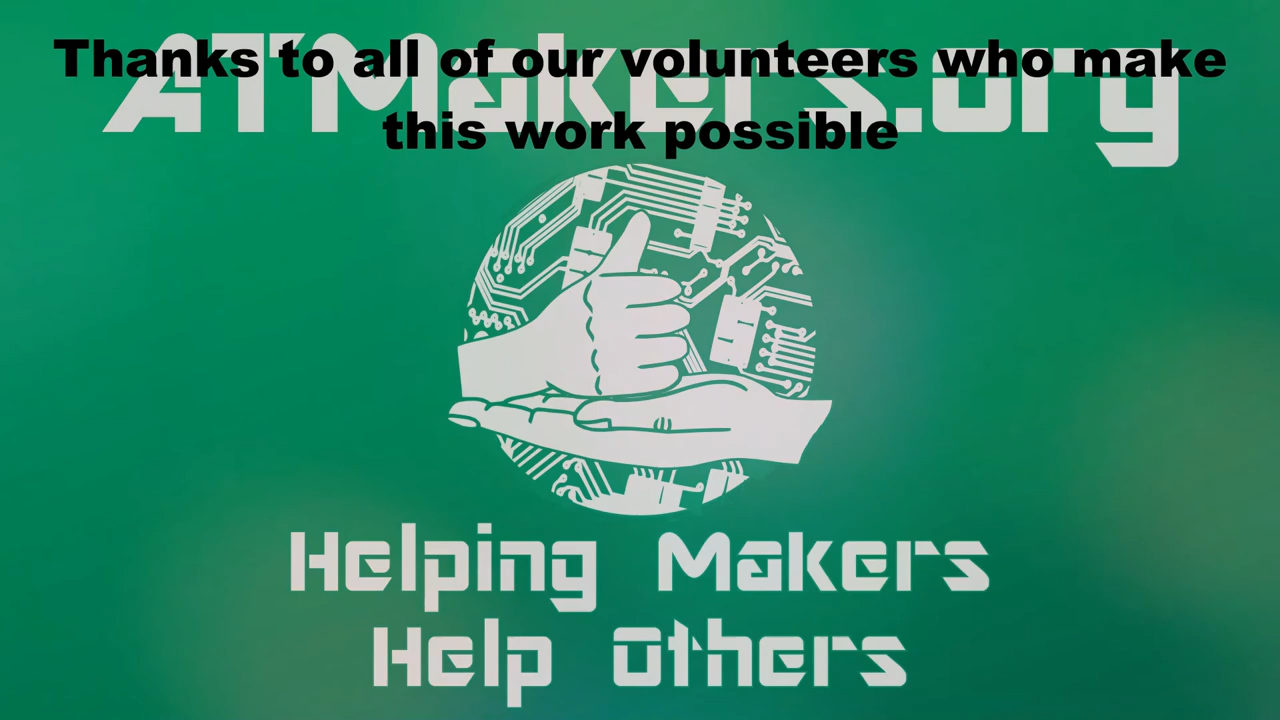 Thanks to all of our volunteers who make
this work possible
ATMakers.org
Helping Makers
Help Others